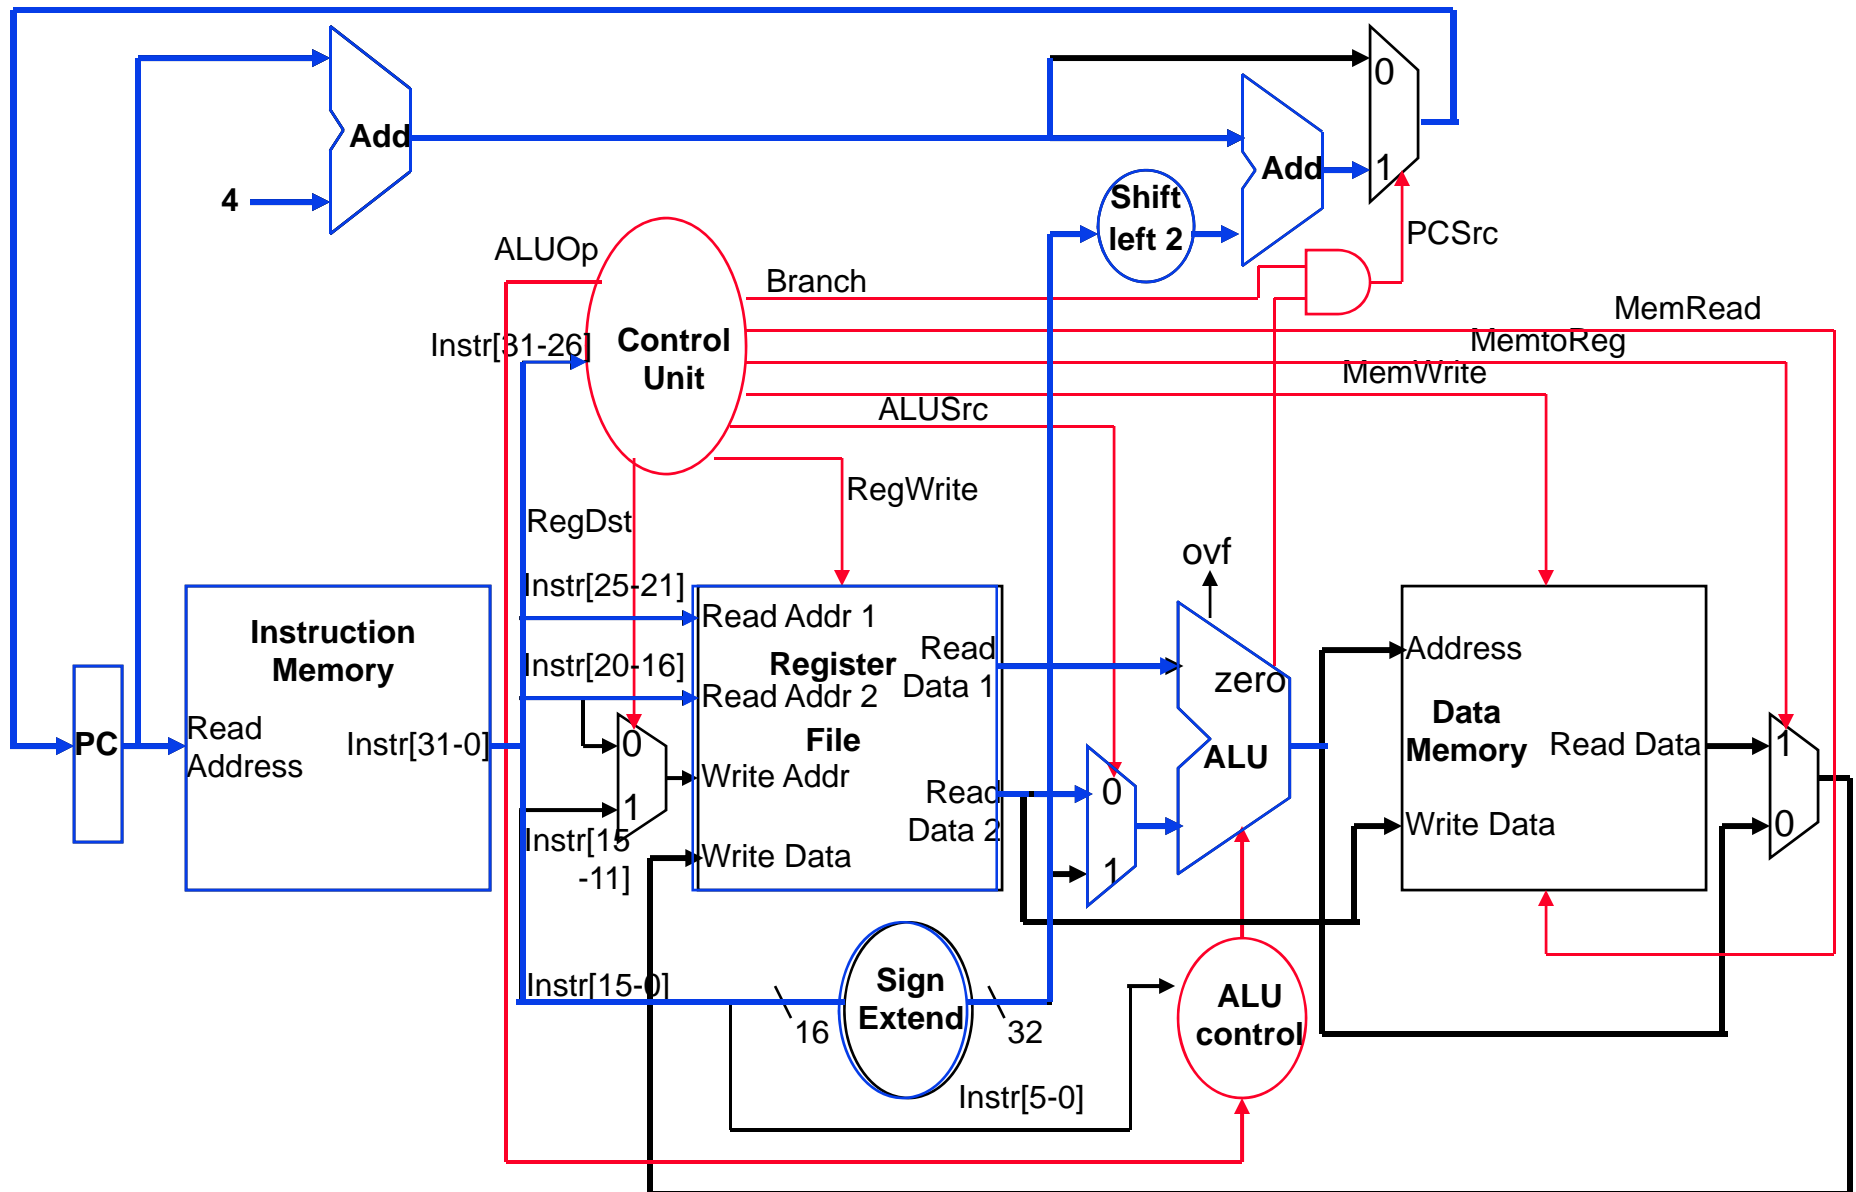 0
Add
Add
1
4
Shift
left 2
PCSrc
ALUOp
Branch
MemRead
Instr[31-26]
Control
Unit
MemtoReg
MemWrite
ALUSrc
RegWrite
RegDst
ovf
Instr[25-21]
Read Addr 1
Instruction
Memory
Instr[20-16]
Register
Read Addr 2
File
Read
Data 1
zero
Address
Data
Memory
PC
Read
Address
Instr[31-0]
0
Write Addr
ALU
Read Data
1
1
Instr[15
-11]
Write Data
Read
Data 2
0
1
Write Data
0
Instr[15-0]
16
Sign
Extend
32
ALU
control
Instr[5-0]